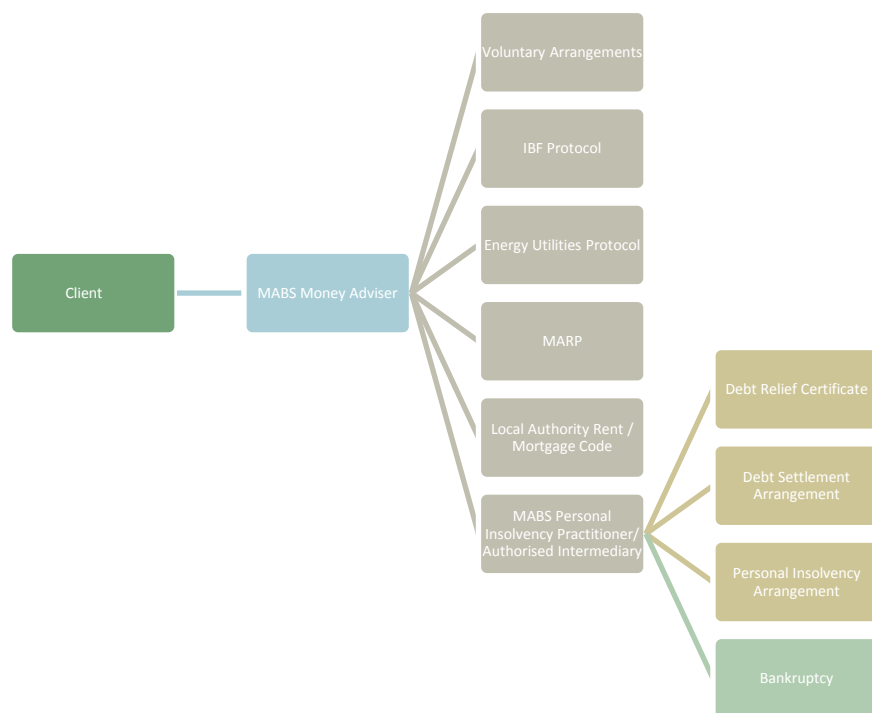 Voluntary Arrangements
IBF Protocol
Energy Utilities Protocol
Client
MABS Money Adviser
MARP
Local Authority Rent /
Mortgage Code
MABS Personal
Insolvency Practitioner/
Authorised Intermediary
Debt Relief Certificate
Debt Settlement
Arrangement
Personal Insolvency
Arrangement
Bankruptcy